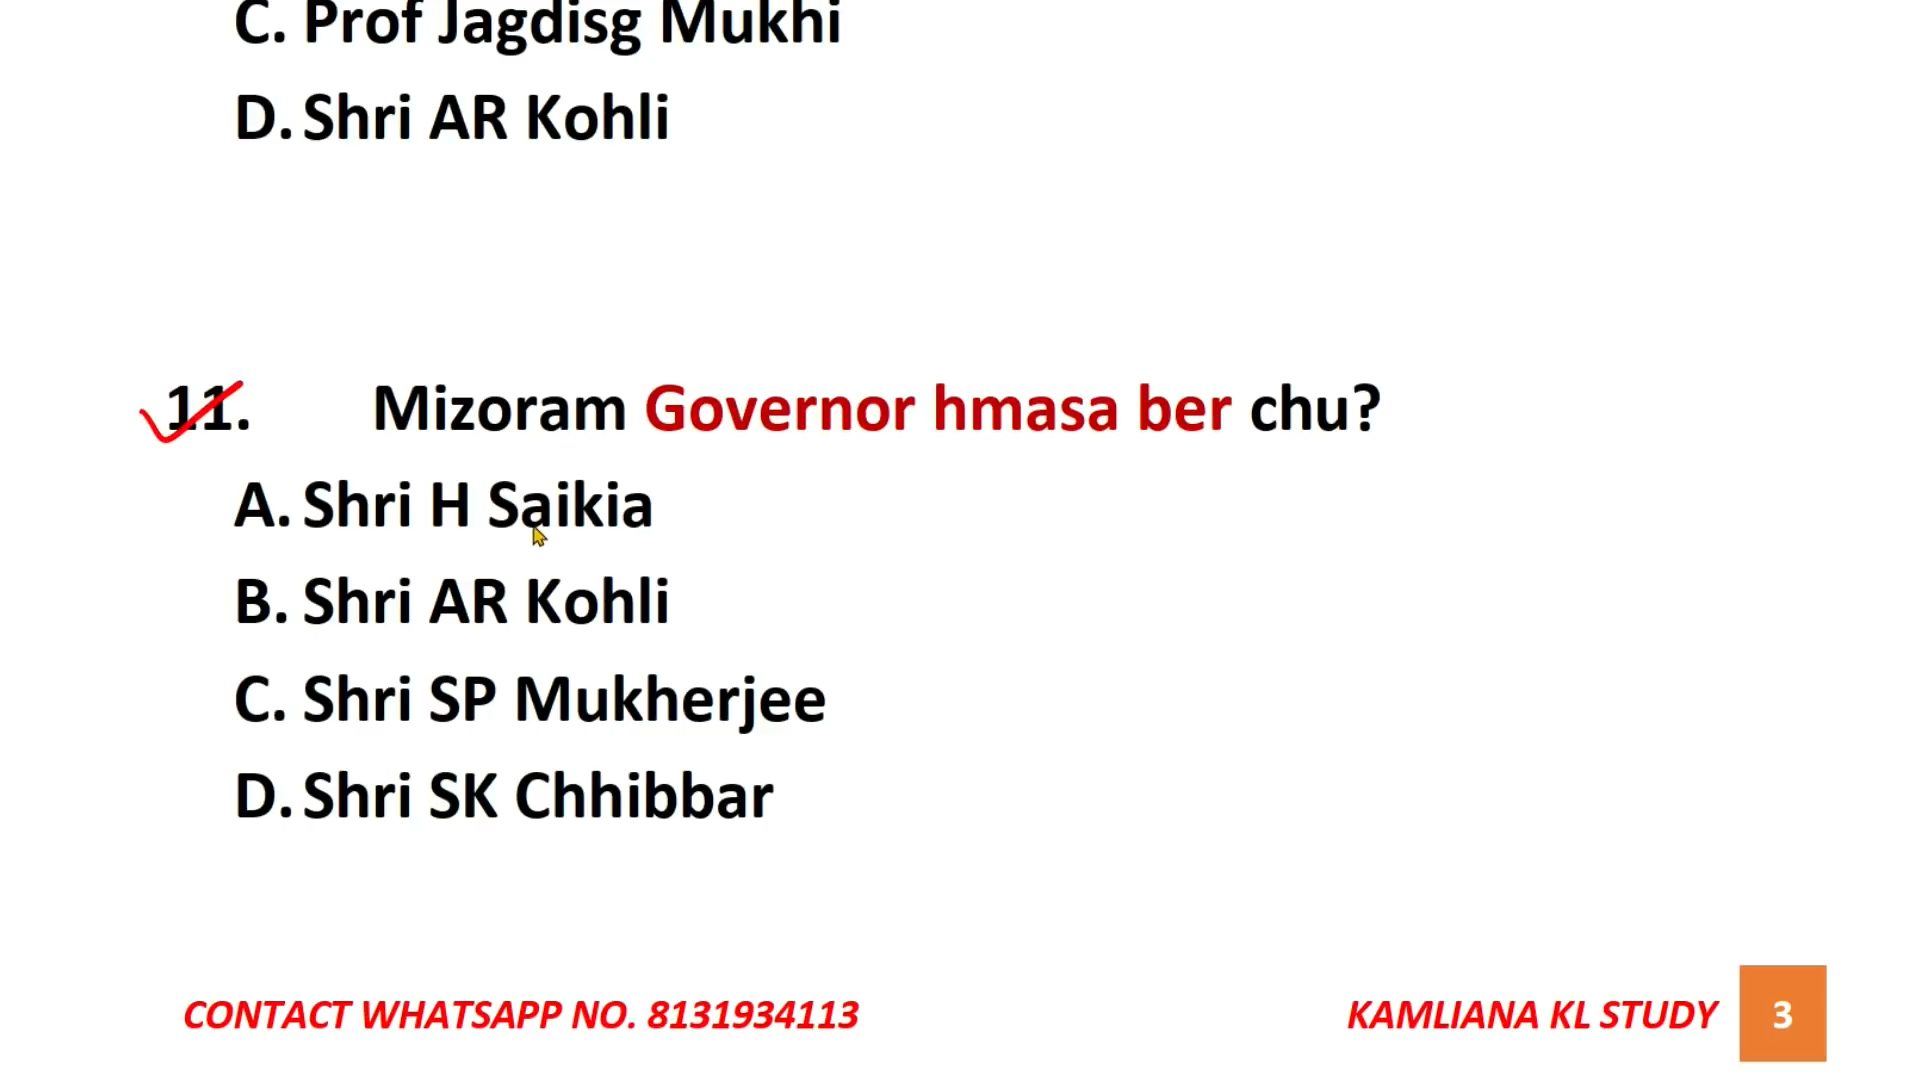 C. Prof Jagdisg Mukhi
D. Shri AR Kohli
11. Mizoram Governor hmasa ber chu?
A. Shri H Saikia
B. Shri AR Kohli
C. Shri SP Mukherjee
D. Shri SK Chhibbar
CONTACT WHATSAPP NO. 8131934113
KAMLIANA KL STUDY 3